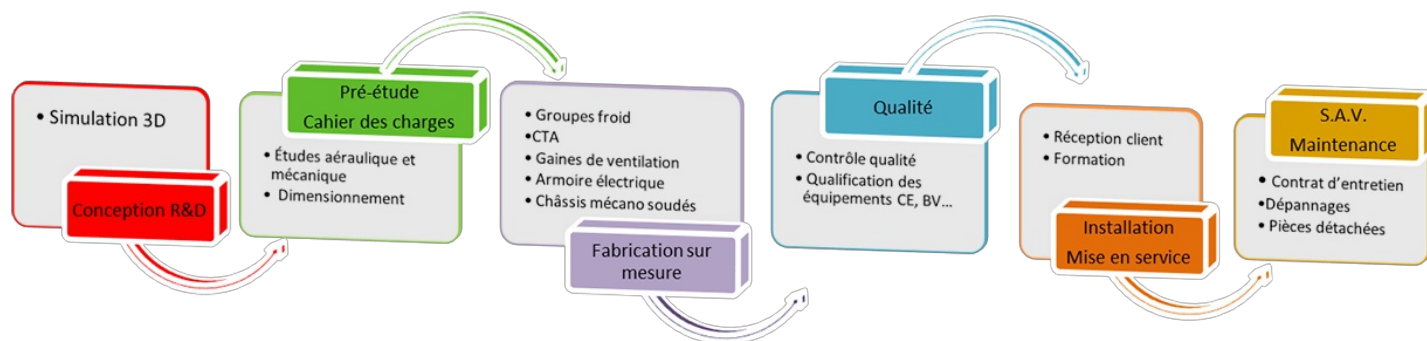 • Simulation 3D
Conception R&D
Pré-étude
Cahier des charges
• Études aéraulique et
mécanique
• Dimensionnement
• Groupes froid
•CTA
• Gaines de ventilation
• Armoire électrique
• Châssis mécano soudés
Fabrication sur
mesure
Qualité
• Contrôle qualité
• Qualification des
équipements CE, BV...
• Réception client
• Formation
Installation
Mise en service
S.A.V.
Maintenance
• Contrat d'entretien
•Dépannages
• Pièces détachées